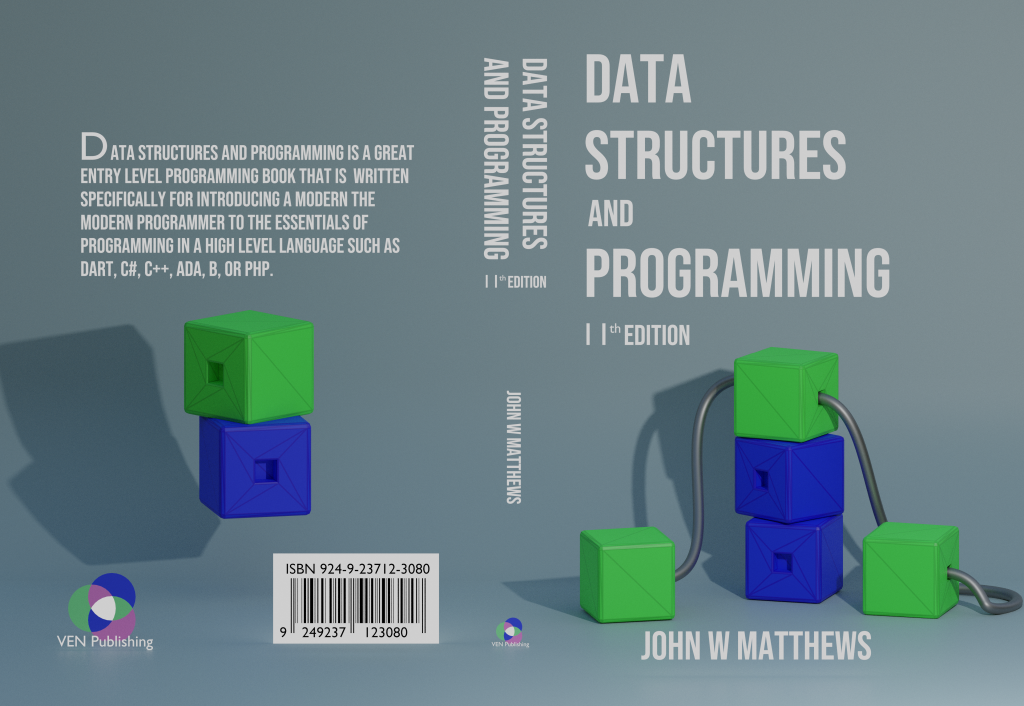 DATA STRUCTURES AND PROGRAMMING IS A GREAT
ENTRY LEVEL PROGRAMMING BOOK THAT IS WRITTEN
SPECIFICALLY FOR INTRODUCING A MODERN THE
MODERN PROGRAMMER TO THE ESSENTIALS OF
PROGRAMMING IN A HIGH LEVEL LANGUAGE SUCH AS
DART, C#, C++, ADA, B, OR PHP.
VEN Publishing
ISBN 924-9-23712-3080
9 249237 123080
DATA STRUCTURES
AND PROGRAMMING
11th EDITION
JOHN W MATTHEWS
VEN Publishing
DATA
STRUCTURES
AND
PROGRAMMING
11th EDITION
JOHN W MATTHEWS